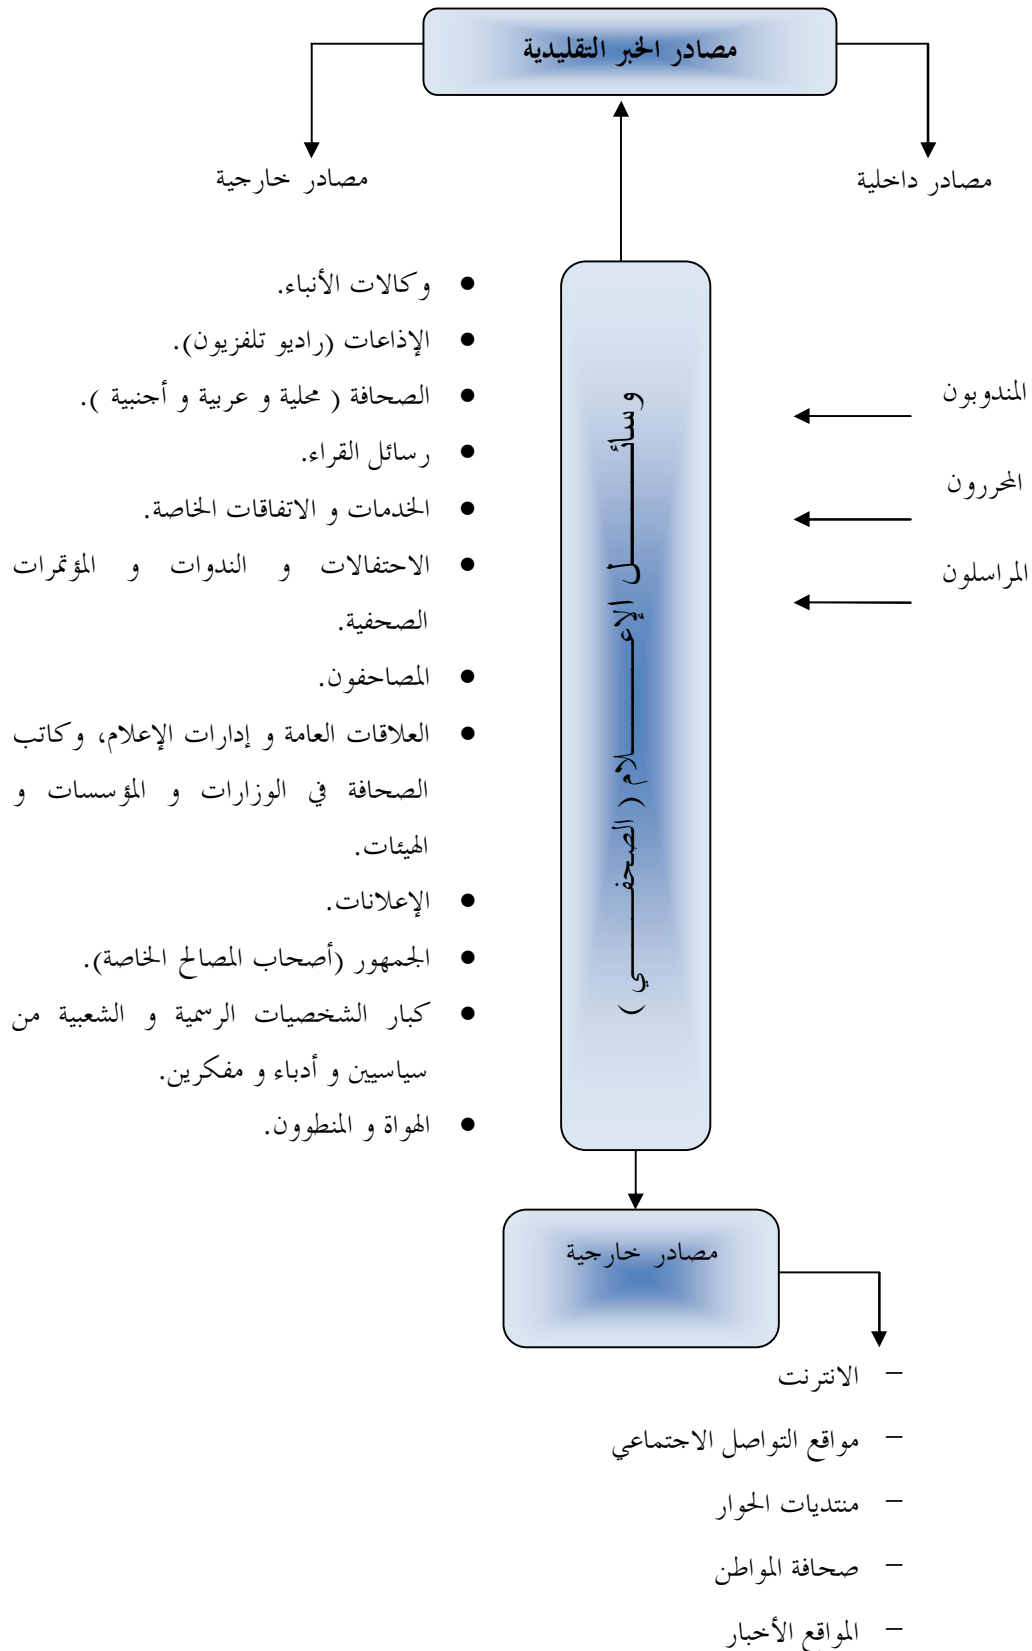 مصادر الخبر التقليدية
مصادر داخلية
مصادر خارجية
المندوبون
المحررون
المراسلون
وسائـــــــل الإعـــــــلام ( الصحفـــــــي )
● وكالات الأنباء.
● الإذاعات (راديو تلفزيون).
● الصحافة ( محلية و عربية و أجنبية ).
● رسائل القراء.
● الخدمات و الاتفاقات الخاصة.
● الاحتفالات و الندوات و المؤتمرات
الصحفية.
● المصاحفون.
● العلاقات العامة و إدارات الإعلام، وكاتب
الصحافة في الوزارات و المؤسسات و
الهيئات.
● الإعلانات.
● الجمهور (أصحاب المصالح الخاصة).
● كبار الشخصيات الرسمية و الشعبية من
سياسيين و أدباء و مفكرين.
● الهواة و المنطوون.
مصادر خارجية
– الانترنت
– مواقع التواصل الاجتماعي
– منتديات الحوار
– صحافة المواطن
– المواقع الأخبار